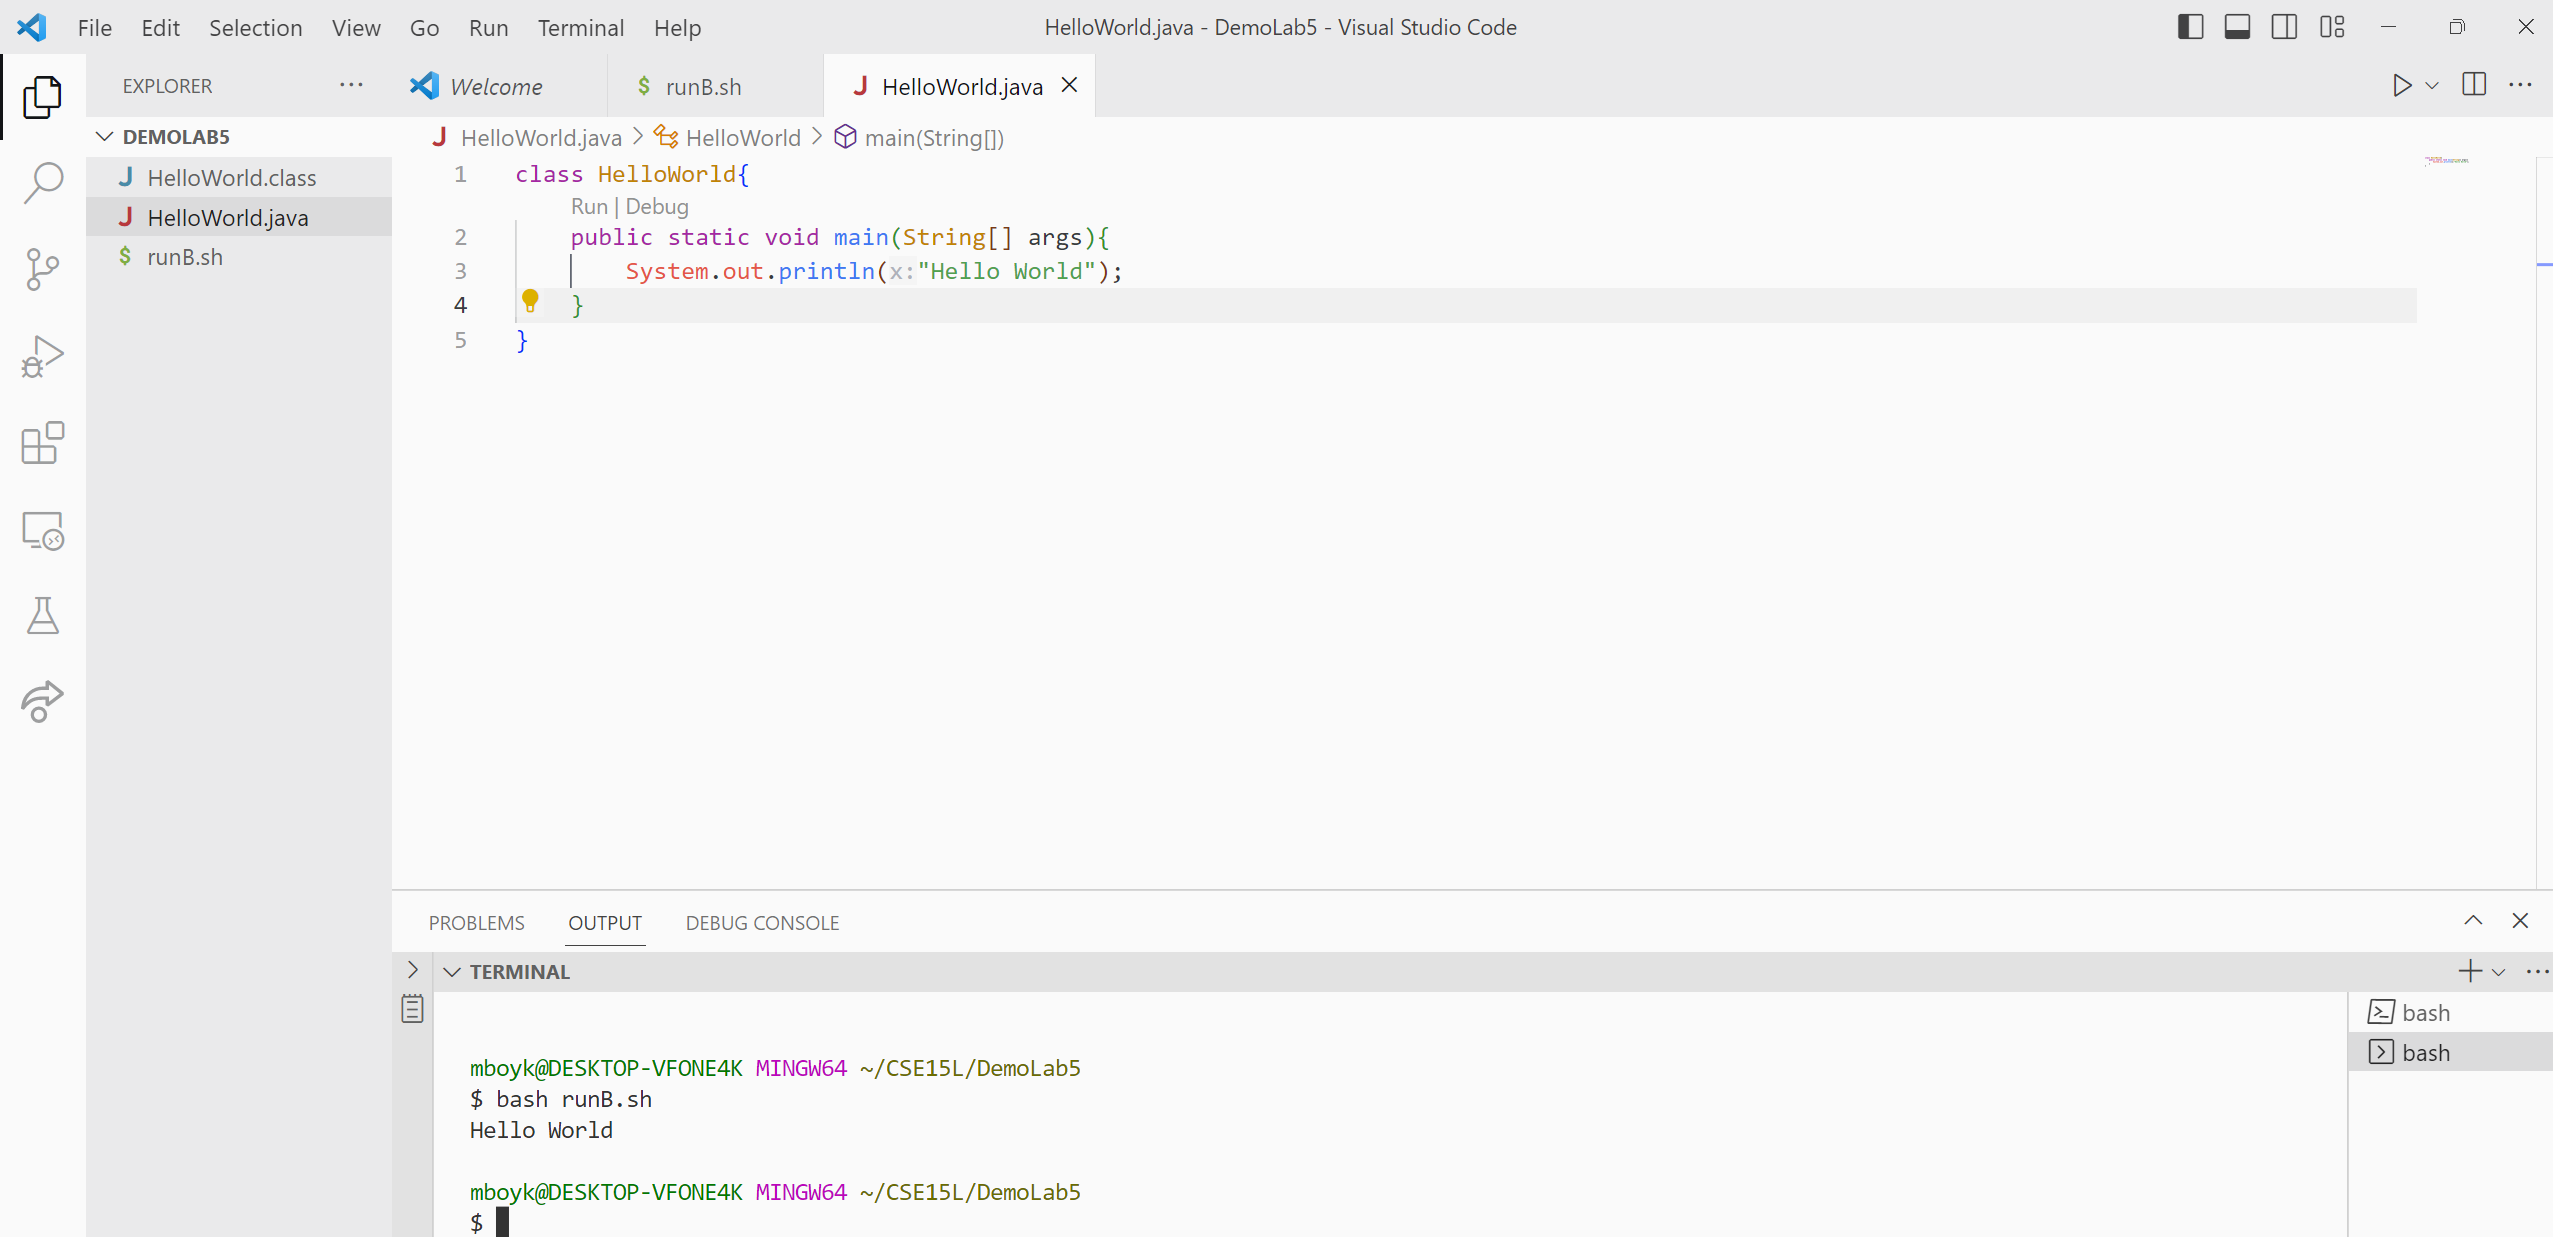 File Edit Selection View Go Run Terminal Help HelloWorld.java - DemoLab5 - Visual Studio Code
EXPLORER
DEMOLAB5
HelloWorld.class
HelloWorld.java
$ runB.sh
Welcome $ runB.sh J HelloWorld.java
J HelloWorld.java > HelloWorld > main(String[])
1 class HelloWorld{
Run | Debug
2 public static void main(String[] args){
3 System.out.println(x:"Hello World");
4 }
5 }
PROBLEMS OUTPUT DEBUG CONSOLE
TERMINAL
mboyk@DESKTOP-VFONE4K MINGW64 ~/CSE15L/DemoLab5
$ bash runB.sh
Hello World
mboyk@DESKTOP-VFONE4K MINGW64 ~/CSE15L/DemoLab5
$
bash
bash